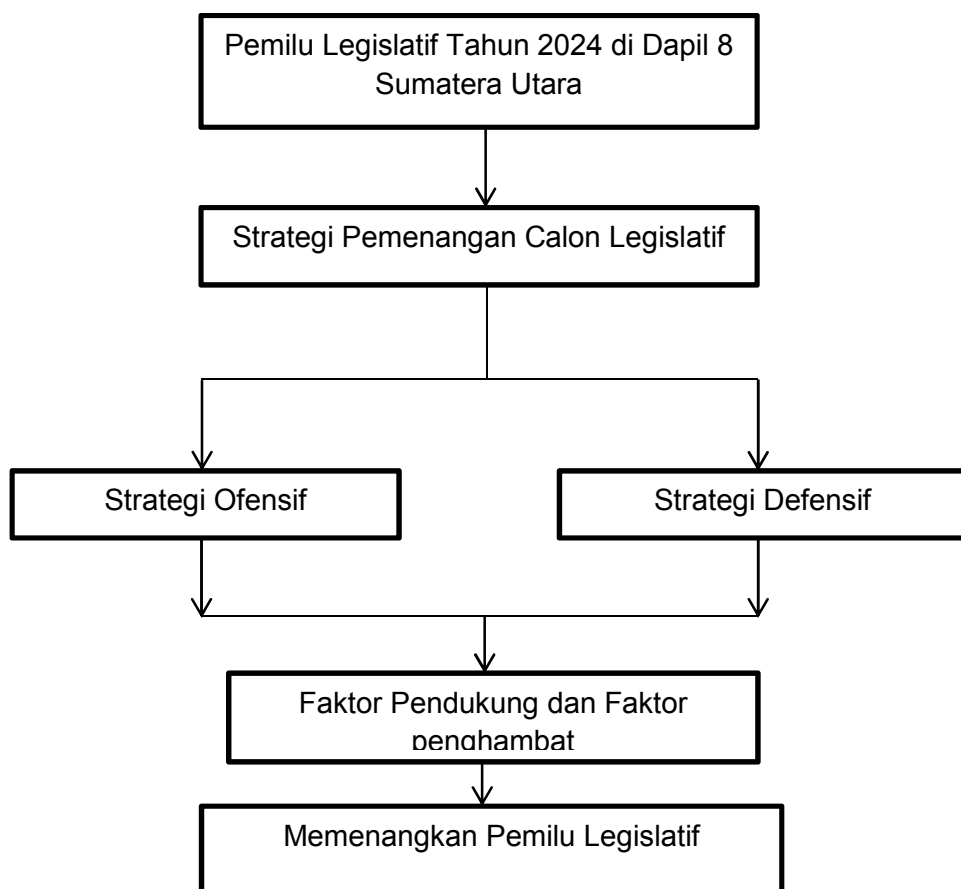 Pemilu Legislatif Tahun 2024 di Dapil 8
Sumatera Utara
Strategi Pemenangan Calon Legislatif
Strategi Ofensif
Strategi Defensif
Faktor Pendukung dan Faktor
penghambat
Memenangkan Pemilu Legislatif